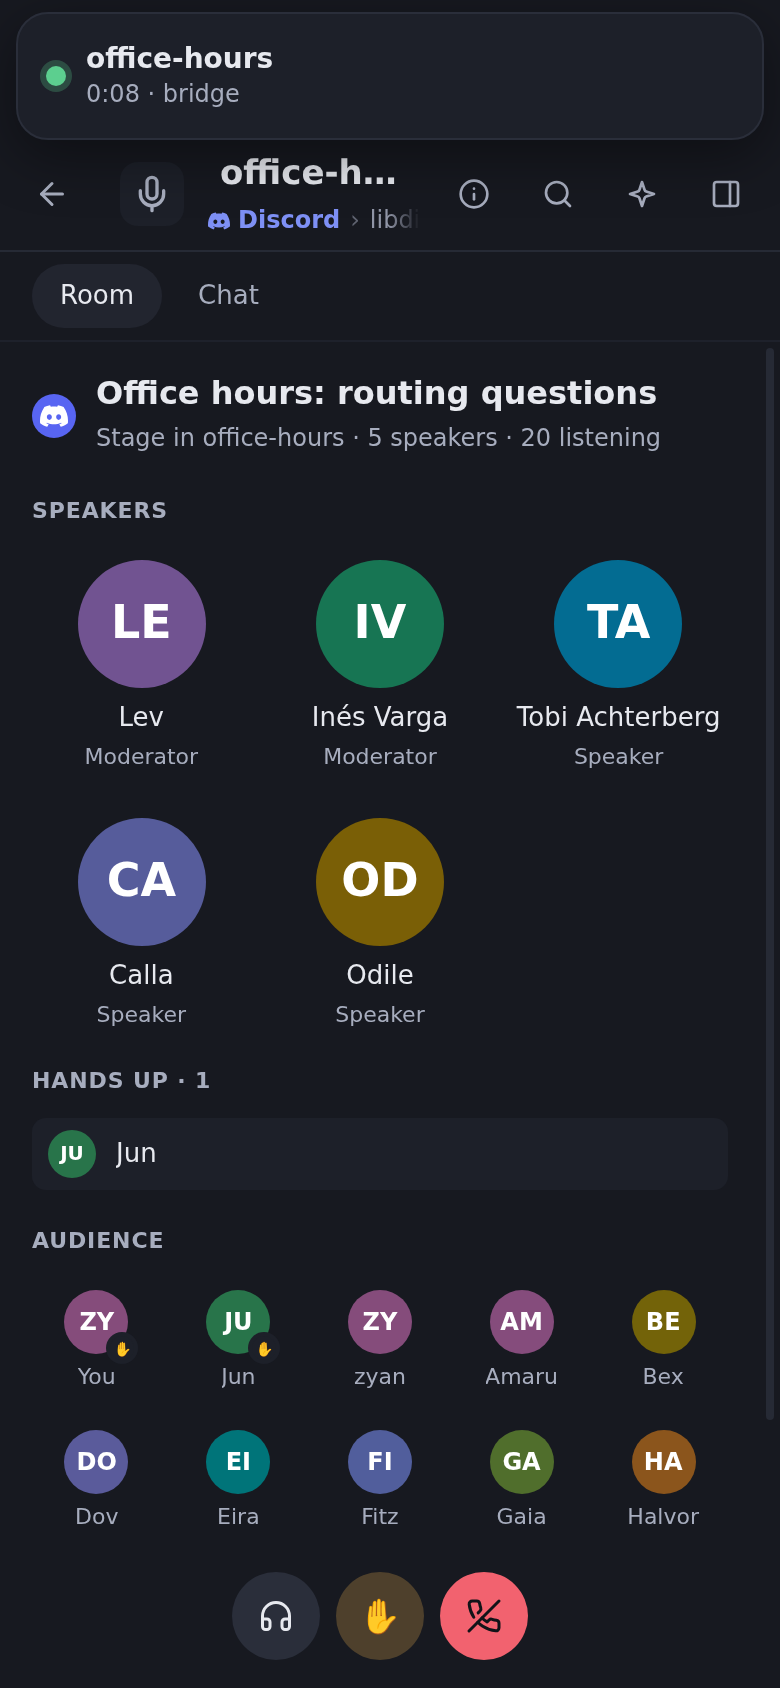 office-hours
0:08 · bridge
office-h…
Discord › libdi
Room
Chat
Office hours: routing questions
Stage in office-hours · 5 speakers · 20 listening
SPEAKERS
LE
IV
TA
Lev
Inés Varga
Tobi Achterberg
Moderator
Moderator
Speaker
CA
OD
Calla
Odile
Speaker
Speaker
HANDS UP · 1
JU
Jun
AUDIENCE
ZY
JU
ZY
AM
BE
You
Jun
zyan
Amaru
Bex
DO
EI
FI
GA
HA
Dov
Eira
Fitz
Gaia
Halvor